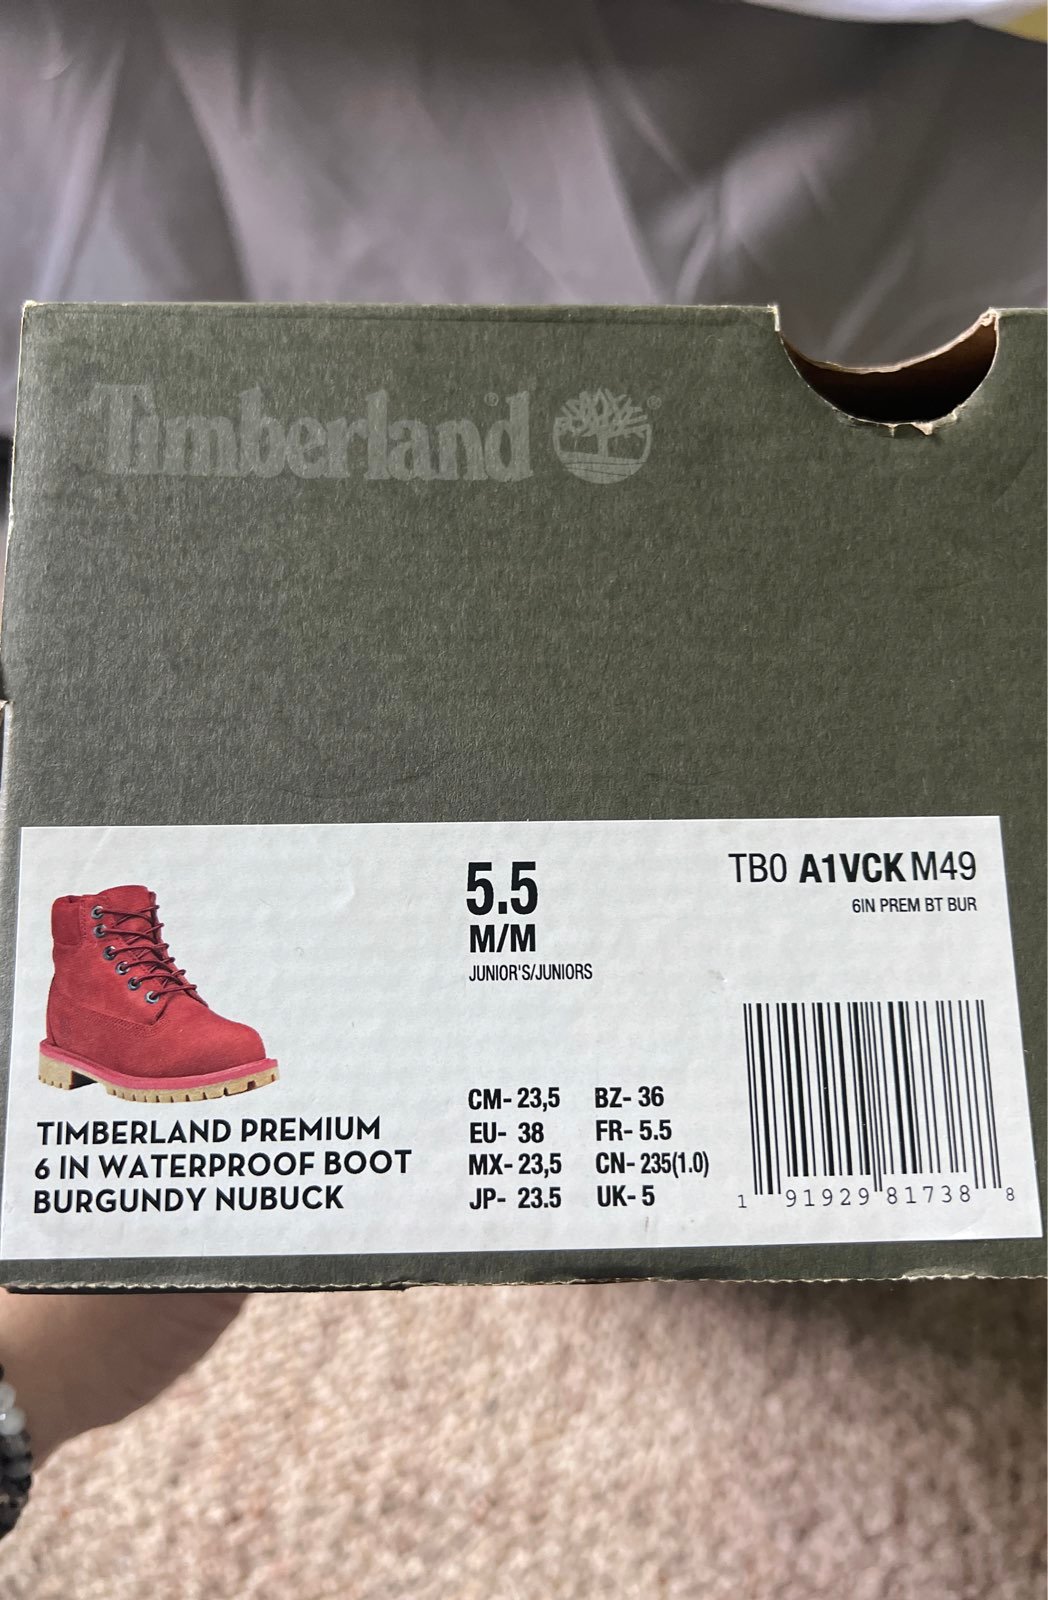 Timberland®
®
5.5
M/M
JUNIOR'S/JUNIORS
TB0 A1VCK M49
6IN PREM BT BUR
TIMBERLAND PREMIUM
6 IN WATERPROOF BOOT
BURGUNDY NUBUCK
CM- 23,5 BZ- 36
EU- 38 FR- 5.5
MX- 23,5 CN- 235(1.0)
JP- 23.5 UK- 5
1 91929 81738 8